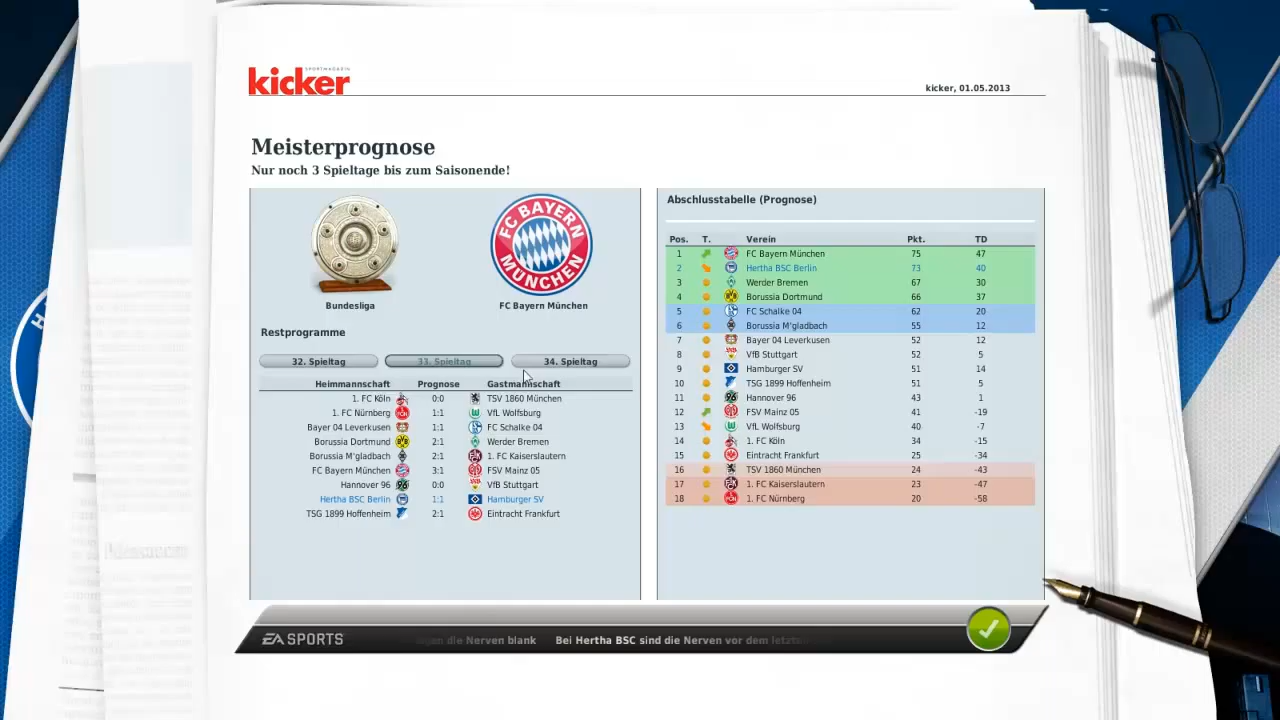 SPORTMAGAZIN
kicker
kicker, 01.05.2013
Meisterprognose
Nur noch 3 Spieltage bis zum Saisonende!
FC BAYERN
MÜNCHEN
Bundesliga
FC Bayern München
Restprogramme
32. Spieltag 33. Spieltag 34. Spieltag
Heimmannschaft Prognose Gastmannschaft
1. FC Köln 0:0 TSV 1860 München
1. FC Nürnberg 1:1 VfL Wolfsburg
Bayer 04 Leverkusen 1:1 FC Schalke 04
Borussia Dortmund 2:1 Werder Bremen
Borussia M'gladbach 2:1 1. FC Kaiserslautern
FC Bayern München 3:1 FSV Mainz 05
Hannover 96 0:0 VfB Stuttgart
Hertha BSC Berlin 1:1 Hamburger SV
TSG 1899 Hoffenheim 2:1 Eintracht Frankfurt
Abschlusstabelle (Prognose)
Pos. T. Verein Pkt. TD
1 FC Bayern München 75 47
2 Hertha BSC Berlin 73 40
3 Werder Bremen 67 30
4 Borussia Dortmund 66 37
5 FC Schalke 04 62 20
6 Borussia M'gladbach 55 12
7 Bayer 04 Leverkusen 52 12
8 VfB Stuttgart 52 5
9 Hamburger SV 51 14
10 TSG 1899 Hoffenheim 51 5
11 Hannover 96 43 1
12 FSV Mainz 05 41 -19
13 VfL Wolfsburg 40 -7
14 1. FC Köln 34 -15
15 Eintracht Frankfurt 25 -34
16 TSV 1860 München 24 -43
17 1. FC Kaiserslautern 23 -47
18 1. FC Nürnberg 20 -58
EA SPORTS die Nerven blank Bei Hertha BSC sind die Nerven vor dem